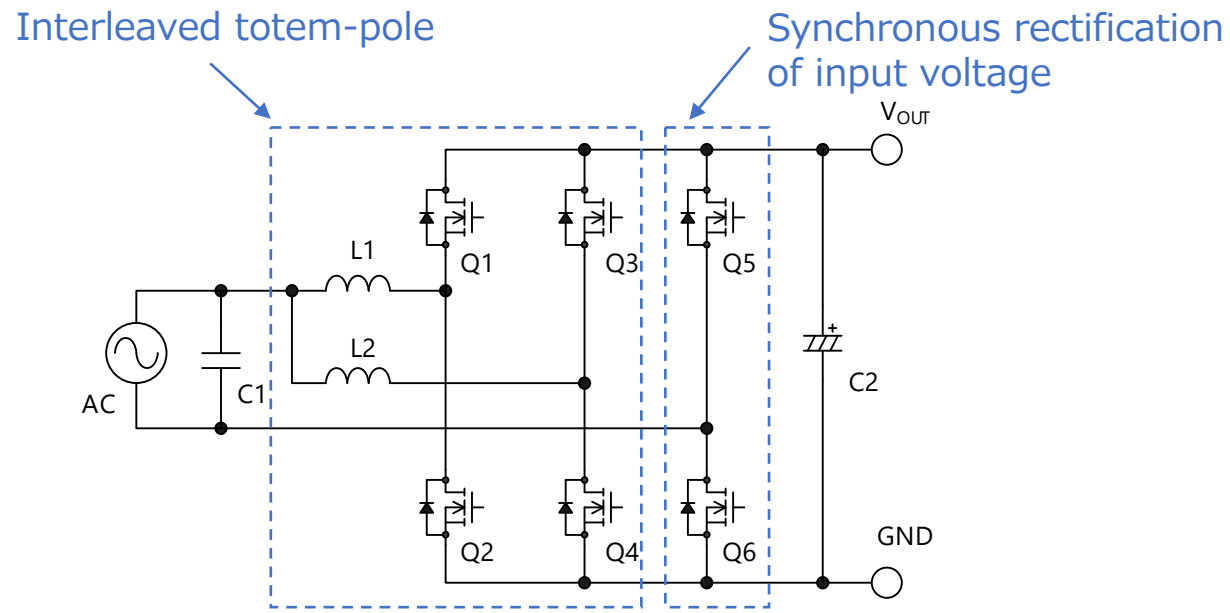 Interleaved totem-pole
Synchronous rectification
of input voltage
VOUT
L1
Q1
Q3
Q5
L2
AC
C1
+
C2
Q2
Q4
Q6
GND